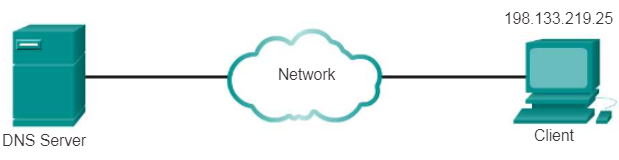 198.133.219.25
Network
DNS Server
Client